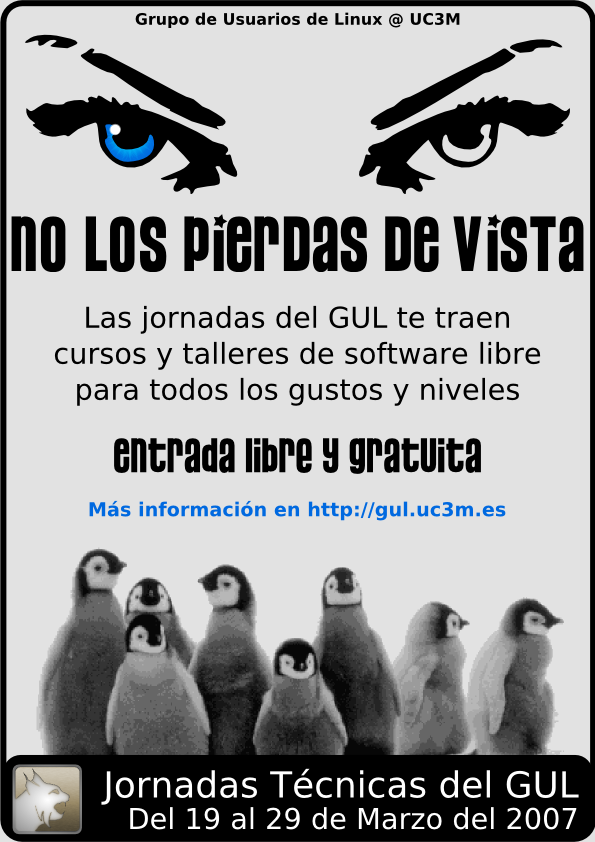 Grupo de Usuarios de Linux @ UC3M
no los pierdas de vista
Las jornadas del GUL te traen
cursos y talleres de software libre
para todos los gustos y niveles
entrada libre y gratuita
Más información en http://gul.uc3m.es
Jornadas Técnicas del GUL
Del 19 al 29 de Marzo del 2007